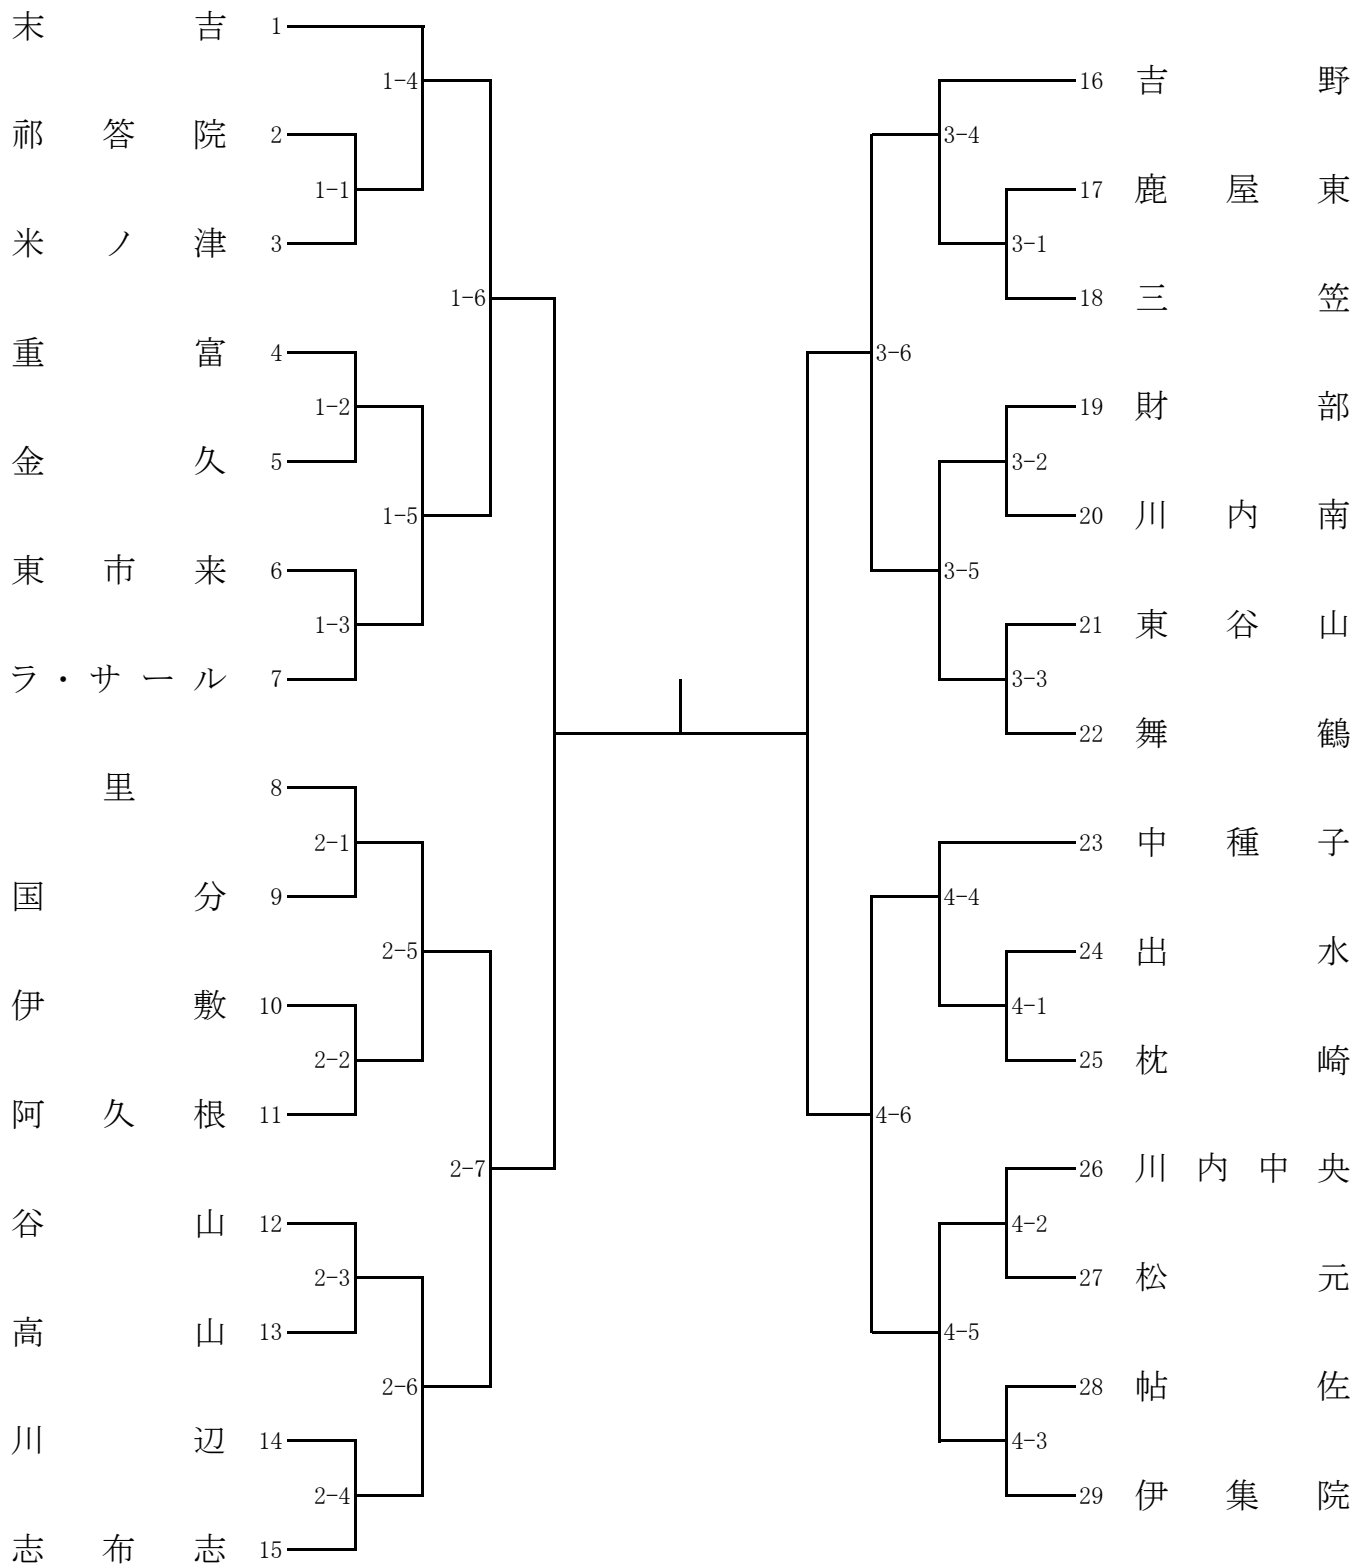 末吉 1
1-4
祁答院 2
1-1
米ノ津 3
1-6
重富 4
1-2
金久 5
1-5
東市来 6
1-3
ラ・サール 7
里 8
2-1
国分 9
2-5
伊敷 10
2-2
阿久根 11
2-7
谷山 12
2-3
高山 13
2-6
川辺 14
2-4
志布志 15
16 吉野
3-4
17 鹿屋東
3-1
18 三笠
3-6
19 財部
3-2
20 川内南
3-5
21 東谷山
3-3
22 舞鶴
23 中種子
4-4
24 出水
4-1
25 枕崎
4-6
26 川内中央
4-2
27 松元
4-5
28 帖佐
4-3
29 伊集院